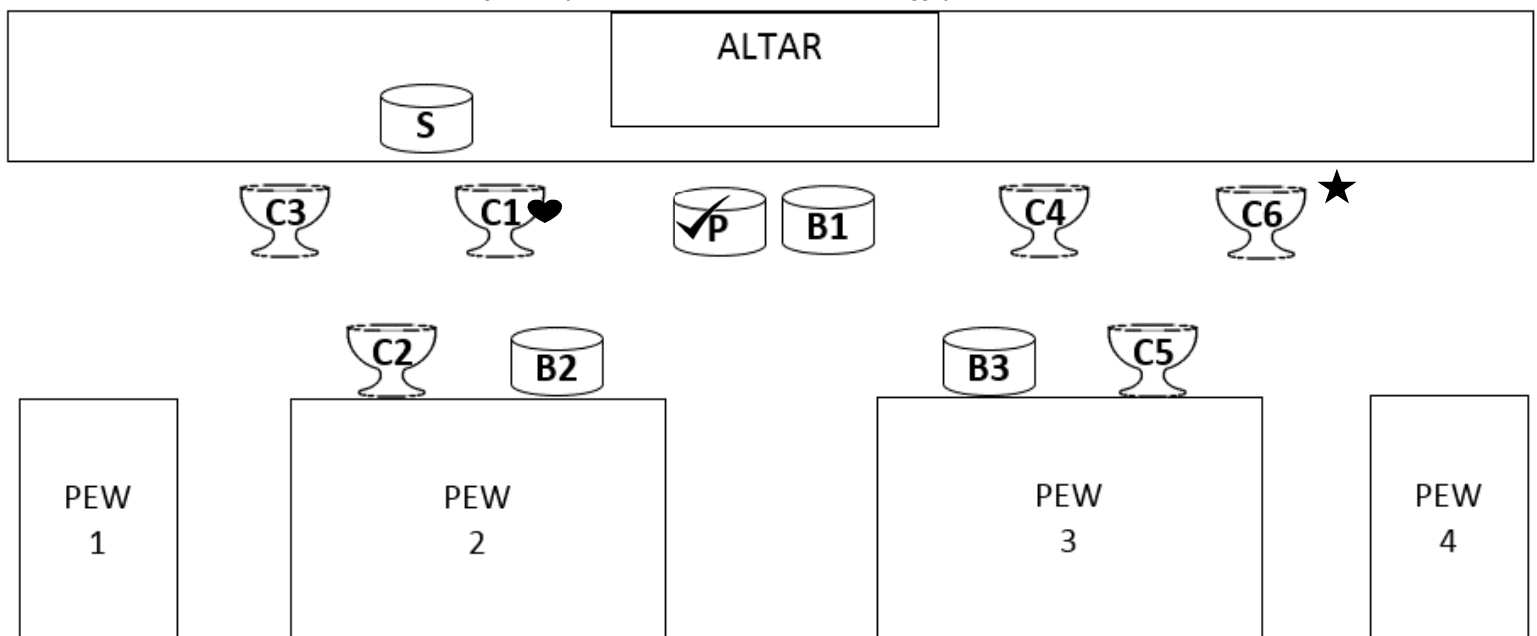 ALTAR
S
C3 C1 P B1 C4 C6
C2 B2 B3 C5
PEW PEW PEW PEW
1 2 3 4